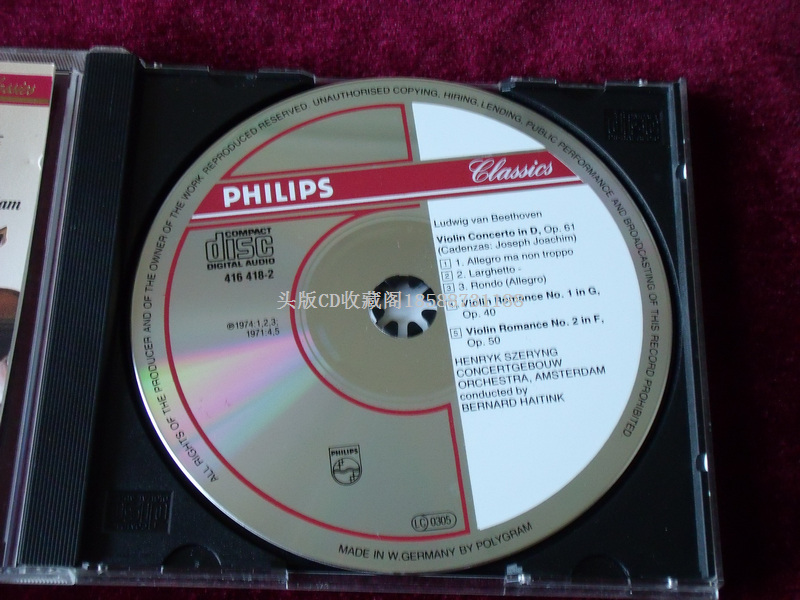 ALL RIGHTS OF THE PRODUCER AND OF THE OWNER OF THE WORK REPRODUCED RESERVED. UNAUTHORISED COPYING, HIRING, LENDING, PUBLIC PERFORMANCE AND BROADCASTING OF THIS RECORD PROHIBITED
PHILIPS
Classics
COMPACT
disc
DIGITAL AUDIO
416 418-2
Ludwig van Beethoven
Violin Concerto in D, Op. 61
(Cadenzas: Joseph Joachim)
1 1. Allegro ma non troppo
2 2. Larghetto -
3 3. Rondo (Allegro)
头版CD收藏阁
No. 1 in G,
Op. 40
5 Violin Romance No. 2 in F,
Op. 50
℗1974:1,2,3;
1971:4,5
HENRYK SZERYNG
CONCERTGEBOUW
ORCHESTRA, AMSTERDAM
conducted by
BERNARD HAITINK
PHILIPS
LC 0305
MADE IN W.GERMANY BY POLYGRAM